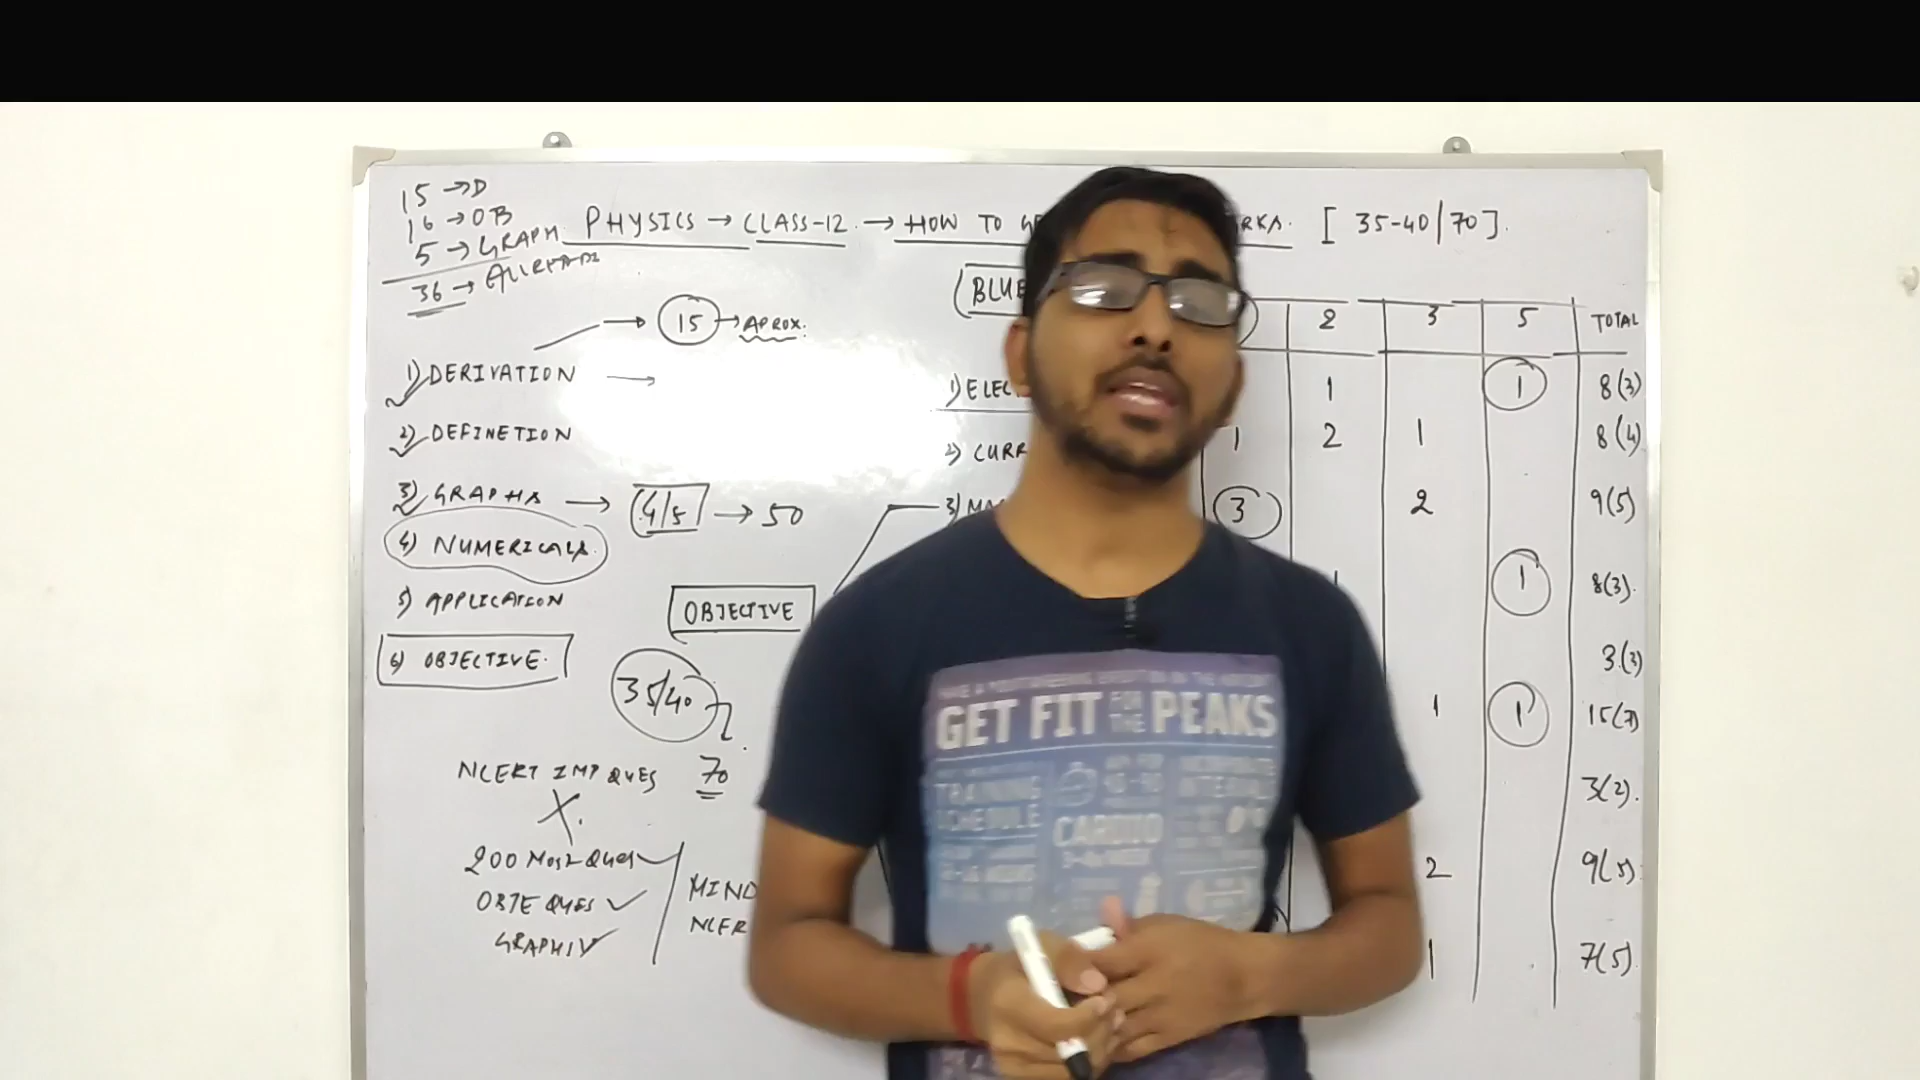 15 → D
16 → OB
5 → GRAPH
36 →
PHYSICS → CLASS-12 → HOW TO
RKS. [35-40/70].
→ 15 → APROX.
1) DERIVATION →
2) DEFINETION
3) GRAPHS → 4/5 → 50
4) NUMERICALS.
5) APPLICATION
6) OBJECTIVE.
OBJECTIVE
35/40
70
NCERT IMP QUES
X.
200 Most Ques
OBJE QUES ✓
GRAPH ✓
MIND
NCER
BLUE
2 3 5 TOTAL
1) ELEC 1 1 8(3)
2) CURR 1 2 1 8(4)
3) MA 3 2 9(5)
1 8(3).
3(3)
1 1 15(7)
3(2).
2 9(5)
1 7(5).
GET FIT FOR THE PEAKS
TRAINING
SCHEDULE
CARDIO